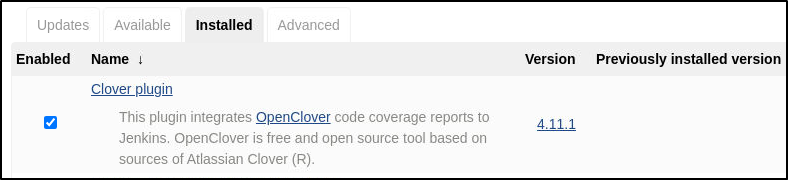 Updates Available Installed Advanced
Enabled Name ↓ Version Previously installed version
Clover plugin
This plugin integrates OpenClover code coverage reports to
Jenkins. OpenClover is free and open source tool based on
sources of Atlassian Clover (R).
4.11.1